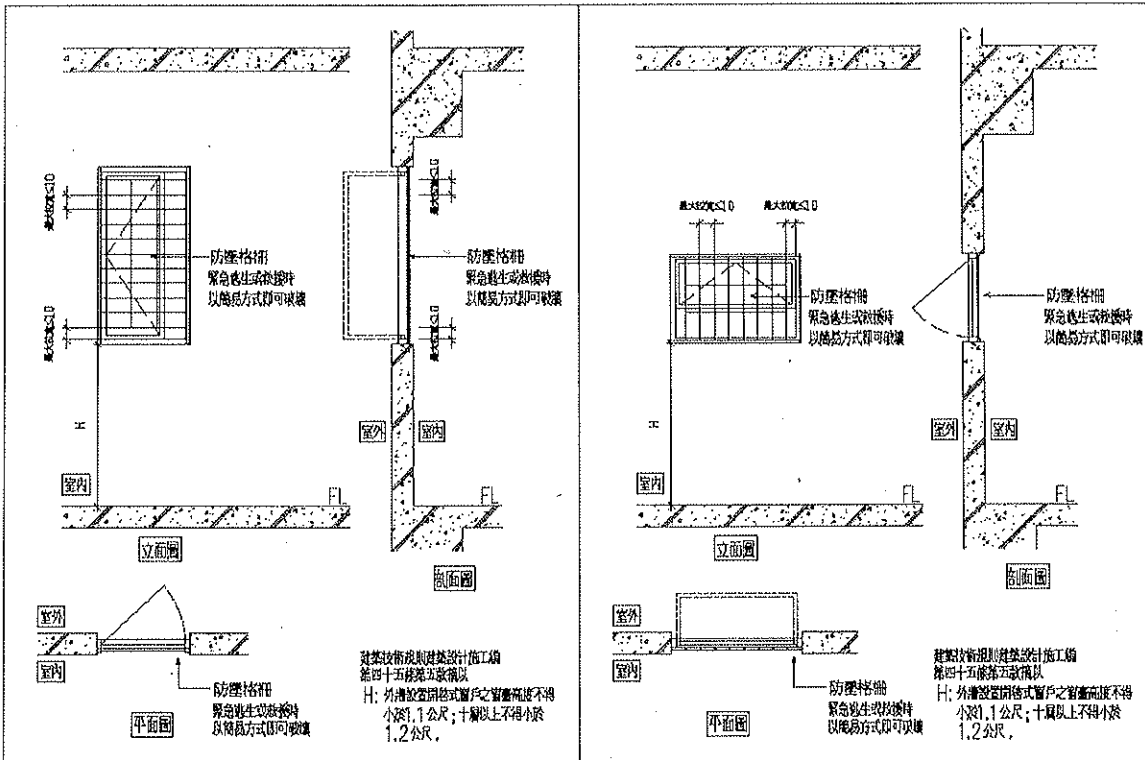 最大柵寬≤10
最大柵寬≤10
最大柵寬≤10
最大柵寬≤10
防墜格柵
緊急逃生或救援時
以簡易方式即可破壞
防墜格柵
緊急逃生或救援時
以簡易方式即可破壞
H
室外
室內
室內
FL
FL
立面圖
剖面圖
室外
室內
防墜格柵
緊急逃生或救援時
以簡易方式即可破壞
平面圖
建築技術規則建築設計施工編
第四十五條第五款
H: 外牆設置開啟式窗戶之窗臺高度不得
小於1.1公尺;十層以上不得小於
1.2公尺.
≤10
≤10
防墜格柵
緊急逃生或救援時
以簡易方式即可破壞
防墜格柵
緊急逃生或救援時
以簡易方式即可破壞
H
室外
室內
室內
FL
FL
立面圖
剖面圖
室外
室內
防墜格柵
緊急逃生或救援時
以簡易方式即可破壞
平面圖
建築技術規則建築設計施工編
第四十五條第五款
H: 外牆設置開啟式窗戶之窗臺高度不得
小於1.1公尺;十層以上不得小於
1.2公尺.